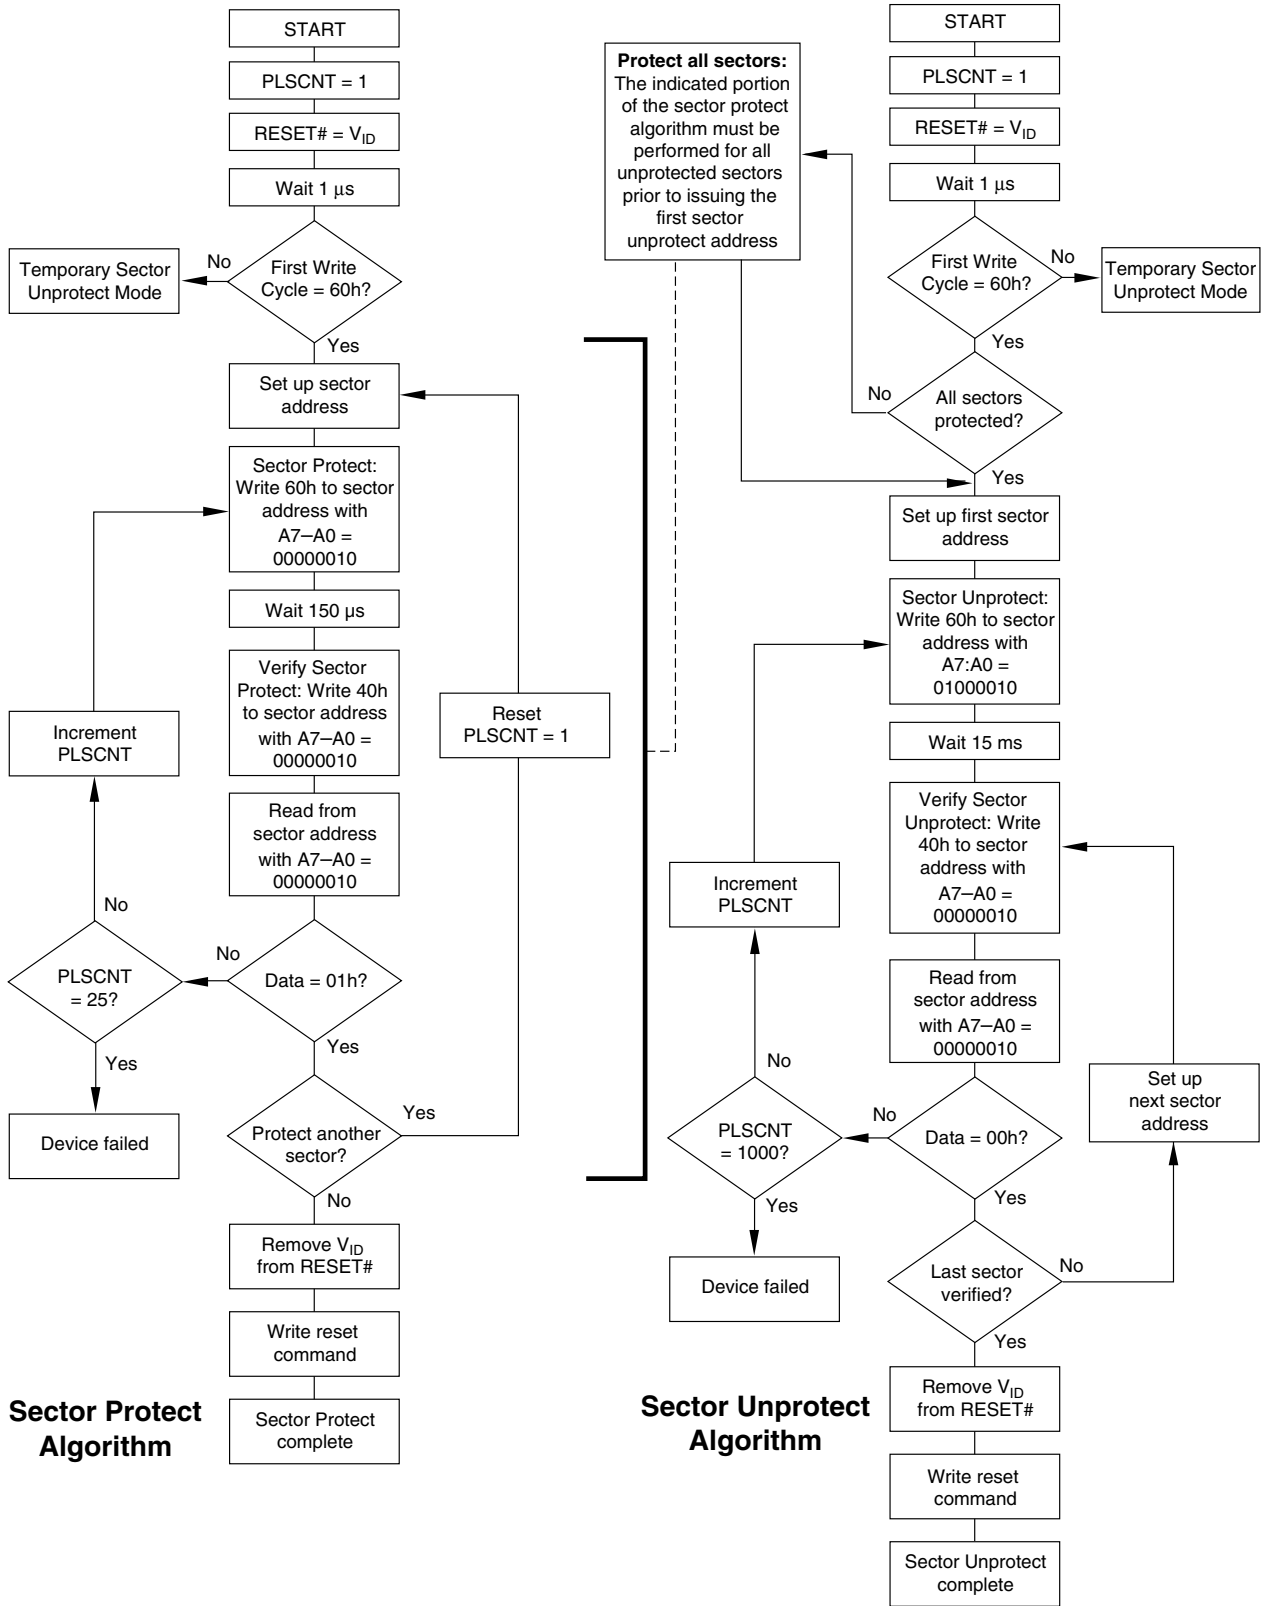 START
PLSCNT = 1
RESET# = VID
Wait 1 μs
First Write
Cycle = 60h?
No
Temporary Sector
Unprotect Mode
Yes
Set up sector
address
Sector Protect:
Write 60h to sector
address with
A7–A0 =
00000010
Wait 150 μs
Verify Sector
Protect: Write 40h
to sector address
with A7–A0 =
00000010
Read from
sector address
with A7–A0 =
00000010
Data = 01h?
No
PLSCNT
= 25?
No
Increment
PLSCNT
Yes
Device failed
Yes
Protect another
sector?
Yes
Reset
PLSCNT = 1
No
Remove VID
from RESET#
Write reset
command
Sector Protect
complete
Sector Protect
Algorithm
Protect all sectors:
The indicated portion
of the sector protect
algorithm must be
performed for all
unprotected sectors
prior to issuing the
first sector
unprotect address
START
PLSCNT = 1
RESET# = VID
Wait 1 μs
First Write
Cycle = 60h?
No
Temporary Sector
Unprotect Mode
Yes
All sectors
protected?
No
Yes
Set up first sector
address
Sector Unprotect:
Write 60h to sector
address with
A7:A0 =
01000010
Wait 15 ms
Verify Sector
Unprotect: Write
40h to sector
address with
A7–A0 =
00000010
Read from
sector address
with A7–A0 =
00000010
Data = 00h?
No
PLSCNT
= 1000?
No
Increment
PLSCNT
Yes
Device failed
Yes
Last sector
verified?
No
Set up
next sector
address
Yes
Remove VID
from RESET#
Write reset
command
Sector Unprotect
complete
Sector Unprotect
Algorithm